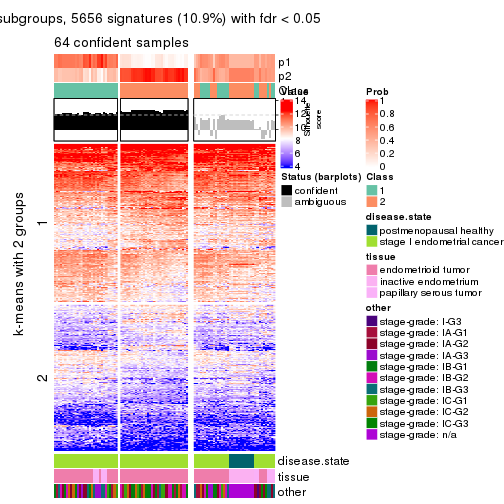 subgroups, 5656 signatures (10.9%) with fdr < 0.05
64 confident samples
p1
p2
Class
Value
14
12
10
8
6
4
Silhouette
score
Prob
1
0.8
0.6
0.4
0.2
0
Status (barplots)
confident
ambiguous
Class
1
2
disease.state
postmenopausal healthy
stage I endometrial cancer
tissue
endometrioid tumor
inactive endometrium
papillary serous tumor
other
stage-grade: I-G3
stage-grade: IA-G1
stage-grade: IA-G2
stage-grade: IA-G3
stage-grade: IB-G1
stage-grade: IB-G2
stage-grade: IB-G3
stage-grade: IC-G1
stage-grade: IC-G2
stage-grade: IC-G3
stage-grade: n/a
k-means with 2 groups
1
2
disease.state
tissue
other